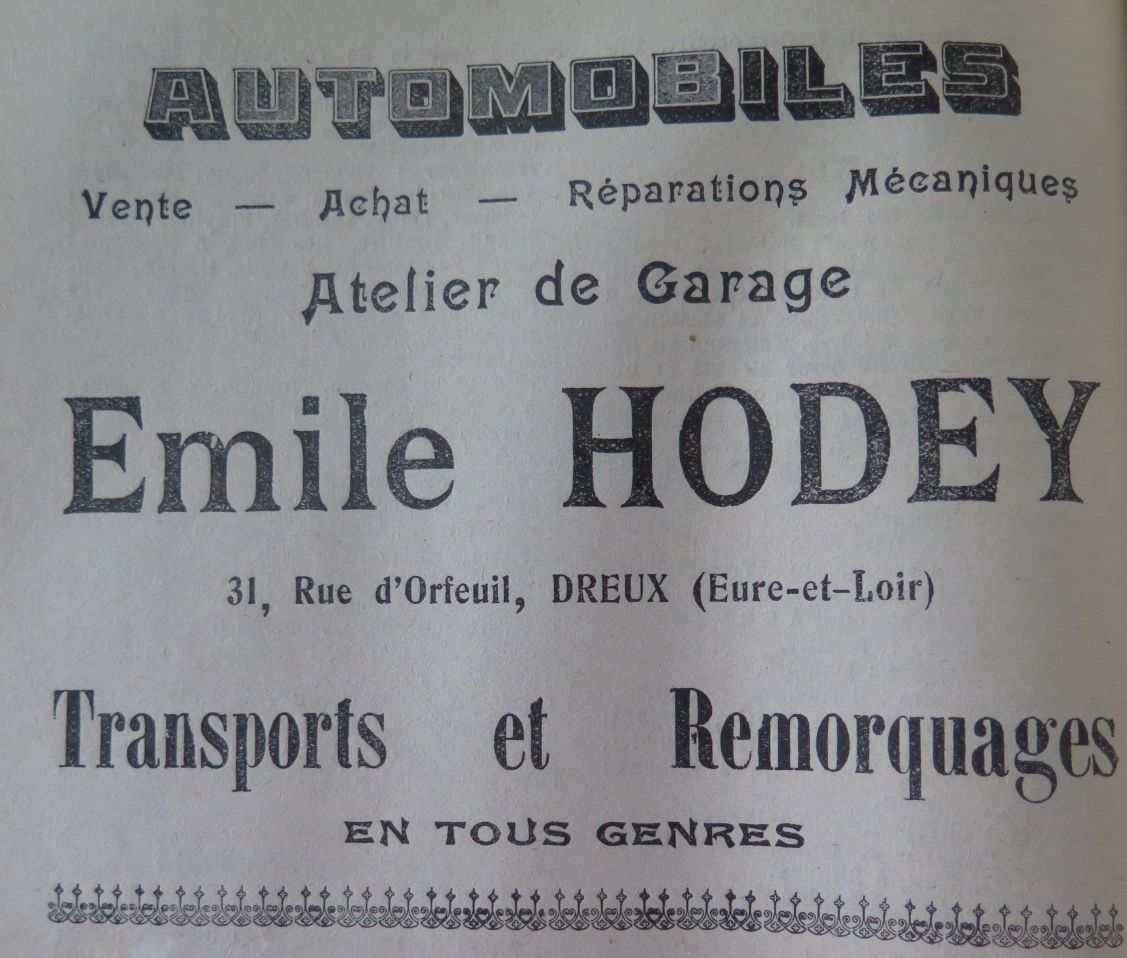 AUTOMOBILES
Vente — Achat — Réparations Mécaniques
Atelier de Garage
Emile HODEY
31, Rue d'Orfeuil, DREUX (Eure-et-Loir)
Transports et Remorquages
EN TOUS GENRES